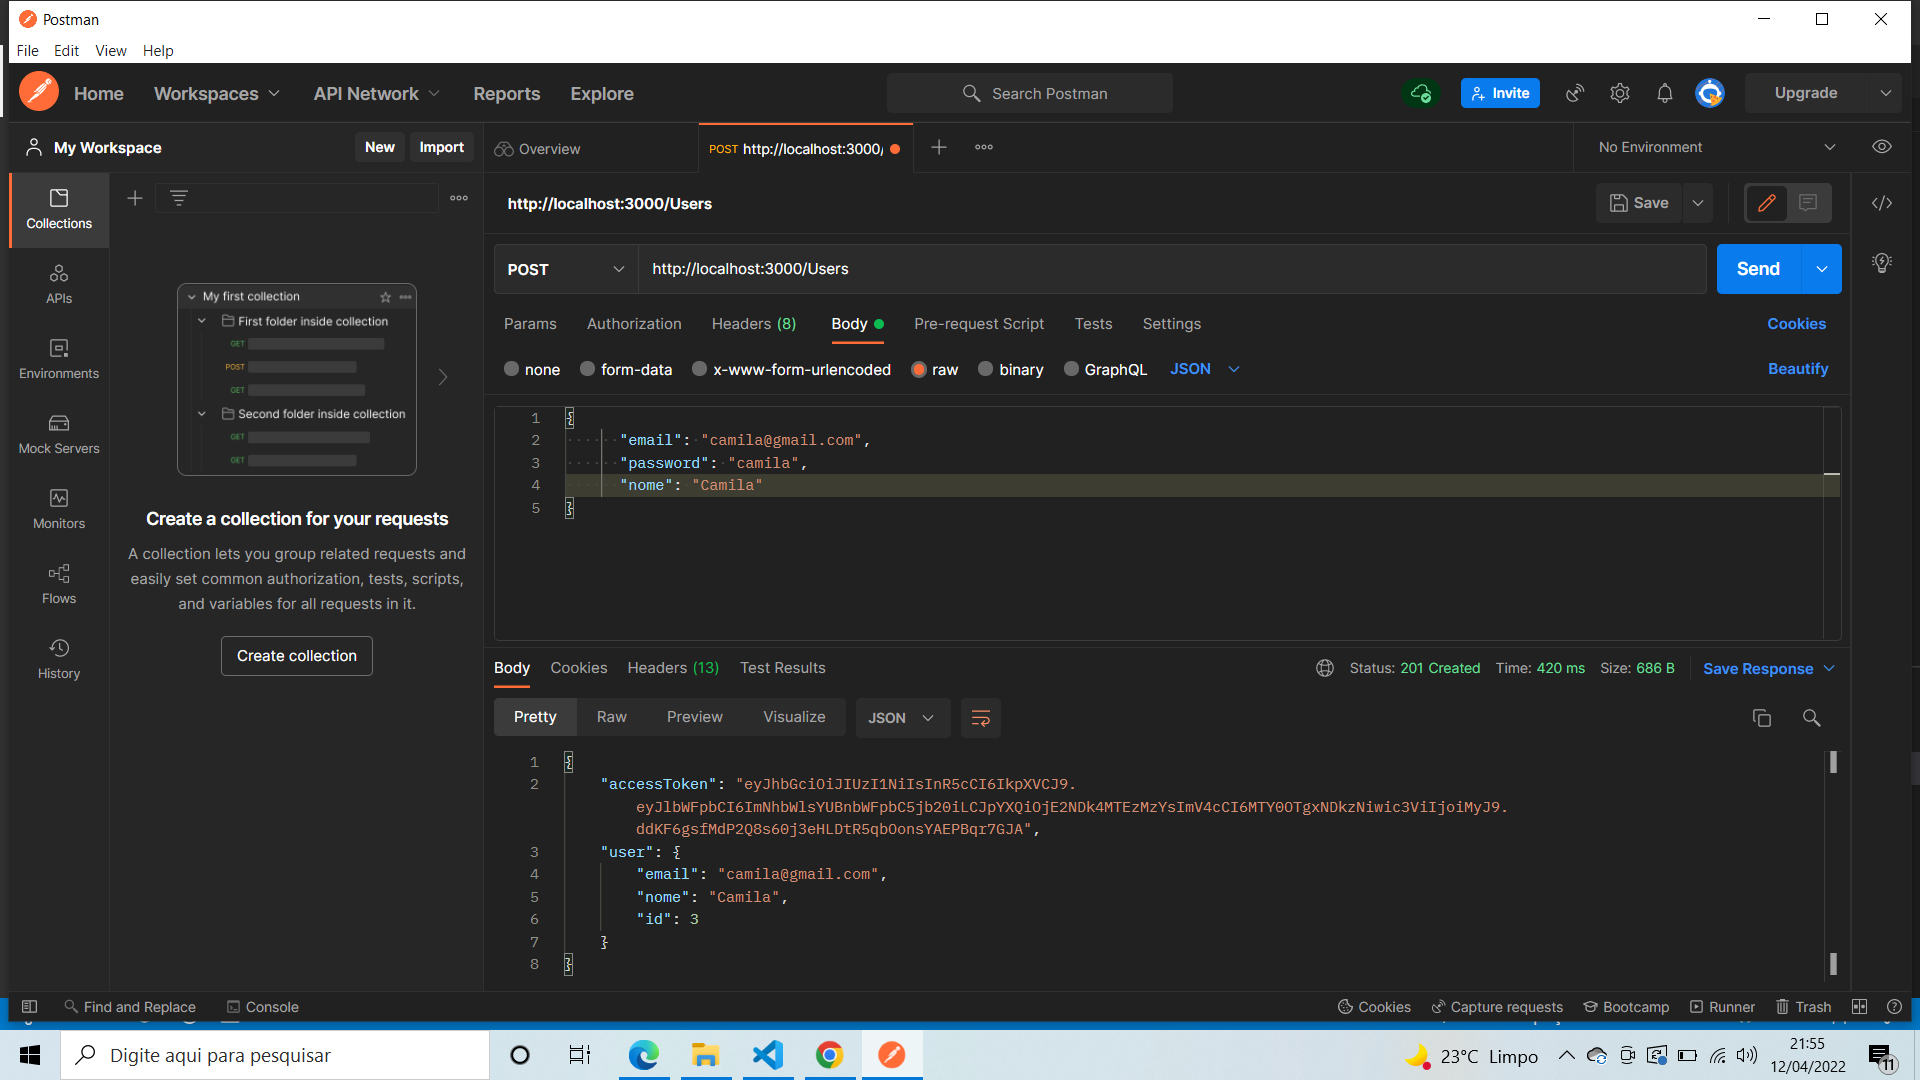 Postman
File Edit View Help
Home Workspaces API Network Reports Explore Search Postman Invite Upgrade
My Workspace New Import Overview POST http://localhost:3000/ No Environment
Collections
http://localhost:3000/Users Save
POST http://localhost:3000/Users Send
APIs
Params Authorization Headers (8) Body Pre-request Script Tests Settings Cookies
none form-data x-www-form-urlencoded raw binary GraphQL JSON Beautify
My first collection
First folder inside collection
GET
POST
GET
Second folder inside collection
GET
GET
Environments
Mock Servers
Monitors
Flows
History
1 {
2 "email": "camila@gmail.com",
3 "password": "camila",
4 "nome": "Camila"
5 }
Create a collection for your requests
A collection lets you group related requests and
easily set common authorization, tests, scripts,
and variables for all requests in it.
Create collection
Body Cookies Headers (13) Test Results Status: 201 Created Time: 420 ms Size: 686 B Save Response
Pretty Raw Preview Visualize JSON
1 {
2 "accessToken": "eyJhbGciOiJIUzI1NiIsInR5cCI6IkpXVCJ9.
eyJlbWFpbCI6ImNhbWlsYUBnbWFpbC5jb20iLCJpYXQiOjE2NDk4MTEzMzYsImV4cCI6MTY0OTgxNDkzNiwic3ViIjoiMyJ9.
ddKF6gsfMdP2Q8s60j3eHLDtR5qbOonsYAEPBqr7GJA",
3 "user": {
4 "email": "camila@gmail.com",
5 "nome": "Camila",
6 "id": 3
7 }
8 }
Find and Replace Console Cookies Capture requests Bootcamp Runner Trash
Digite aqui para pesquisar 23°C Limpo 21:55
12/04/2022 11